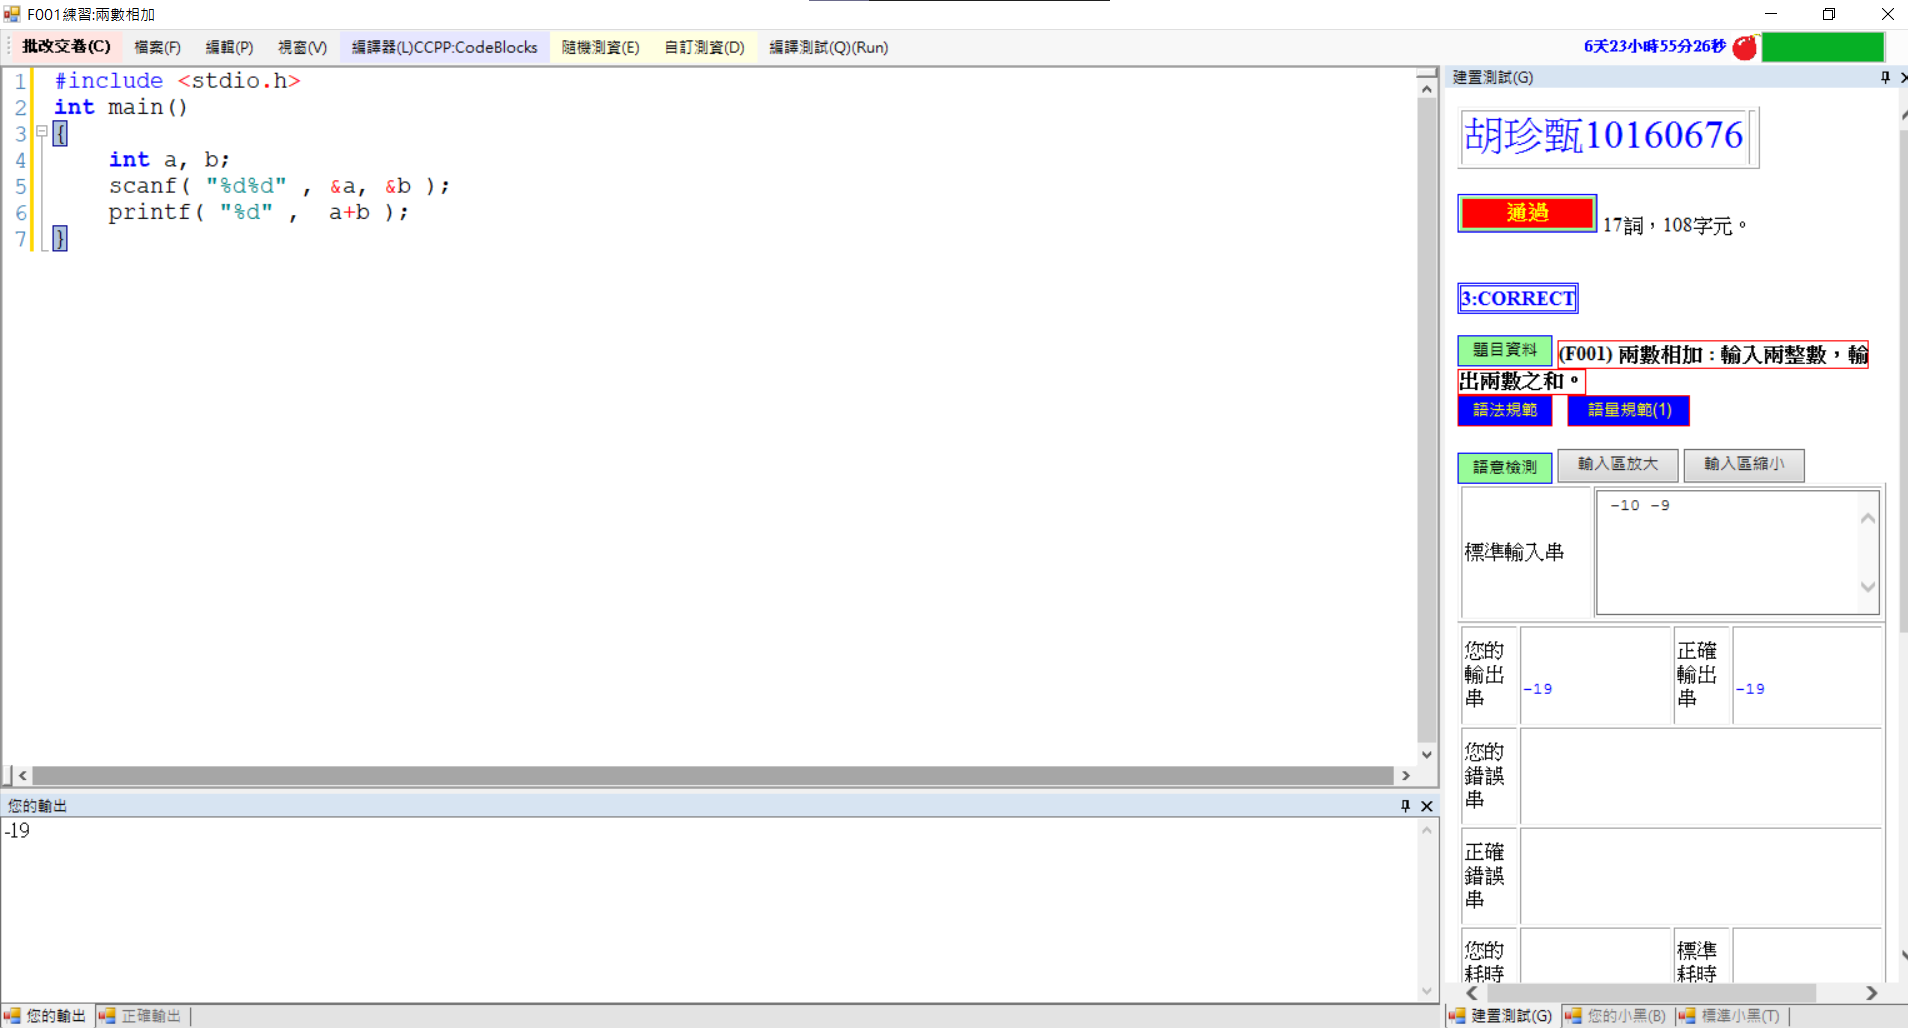 F001練習:兩數相加
批改交卷(C) 檔案(F) 編輯(P) 視窗(V) 編譯器(L)CCPP:CodeBlocks 隨機測資(E) 自訂測資(D) 編譯測試(Q)(Run) 6天23小時55分26秒
1 #include <stdio.h>
2 int main()
3 {
4 int a, b;
5 scanf( "%d%d" , &a, &b );
6 printf( "%d" ,  a+b );
7 }
您的輸出
-19
您的輸出 正確輸出
建置測試(G)
胡珍甄10160676
通過 17詞，108字元。
3:CORRECT
題目資料 (F001) 兩數相加 : 輸入兩整數，輸
出兩數之和。
語法規範 語量規範(1)
語意檢測 輸入區放大 輸入區縮小
標準輸入串 -10 -9
您的
輸出
串
-19
正確
輸出
串
-19
您的
錯誤
串
正確
錯誤
串
您的
耗時
標準
耗時
建置測試(G) 您的小黑(B) 標準小黑(T)